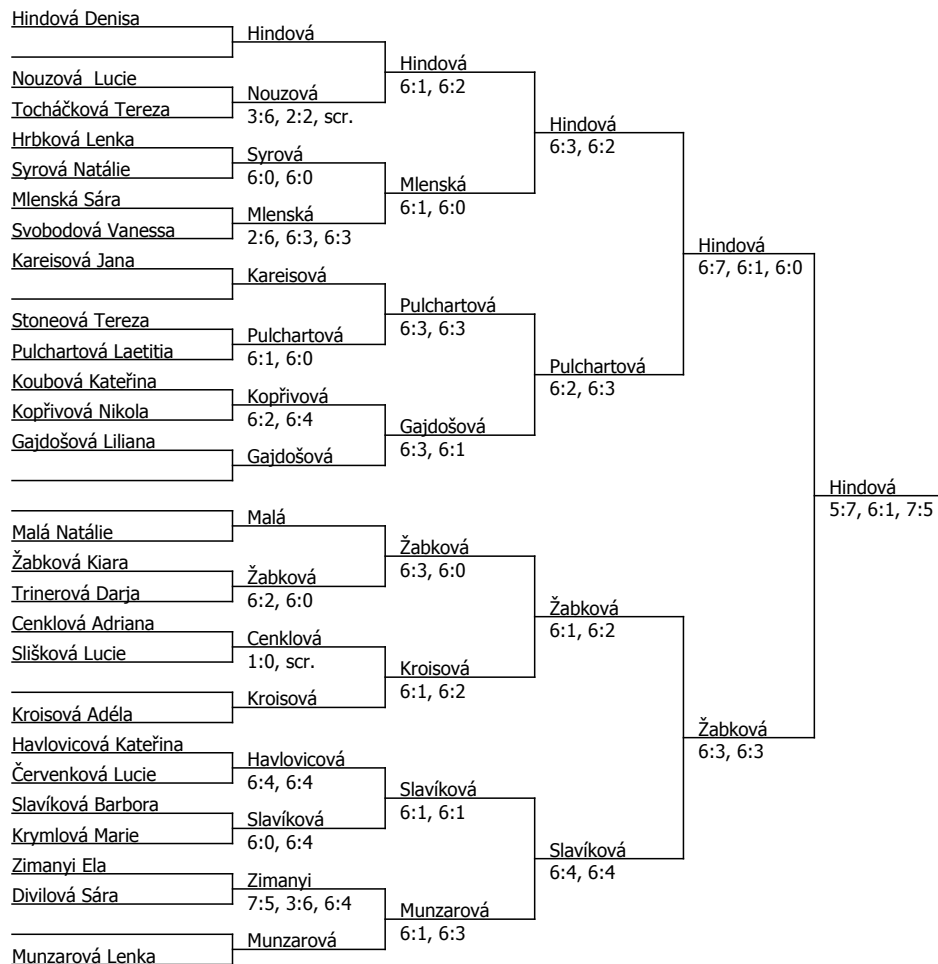 Hindová Denisa
Hindová
Hindová
6:1, 6:2
Nouzová  Lucie
Nouzová
3:6, 2:2, scr.
Tocháčková Tereza
Hindová
6:3, 6:2
Hrbková Lenka
Syrová
6:0, 6:0
Syrová Natálie
Mlenská
6:1, 6:0
Mlenská Sára
Mlenská
2:6, 6:3, 6:3
Svobodová Vanessa
Hindová
6:7, 6:1, 6:0
Kareisová Jana
Kareisová
Pulchartová
6:3, 6:3
Stoneová Tereza
Pulchartová
6:1, 6:0
Pulchartová Laetitia
Pulchartová
6:2, 6:3
Koubová Kateřina
Kopřivová
6:2, 6:4
Kopřivová Nikola
Gajdošová
6:3, 6:1
Gajdošová Liliana
Gajdošová
Hindová
5:7, 6:1, 7:5
Malá
Malá Natálie
Žabková
6:3, 6:0
Žabková Kiara
Žabková
6:2, 6:0
Trinerová Darja
Žabková
6:1, 6:2
Cenklová Adriana
Cenklová
1:0, scr.
Slišková Lucie
Kroisová
6:1, 6:2
Kroisová
Kroisová Adéla
Žabková
6:3, 6:3
Havlovicová Kateřina
Havlovicová
6:4, 6:4
Červenková Lucie
Slavíková
6:1, 6:1
Slavíková Barbora
Slavíková
6:0, 6:4
Krymlová Marie
Slavíková
6:4, 6:4
Zimanyi Ela
Zimanyi
7:5, 3:6, 6:4
Divilová Sára
Munzarová
6:1, 6:3
Munzarová
Munzarová Lenka